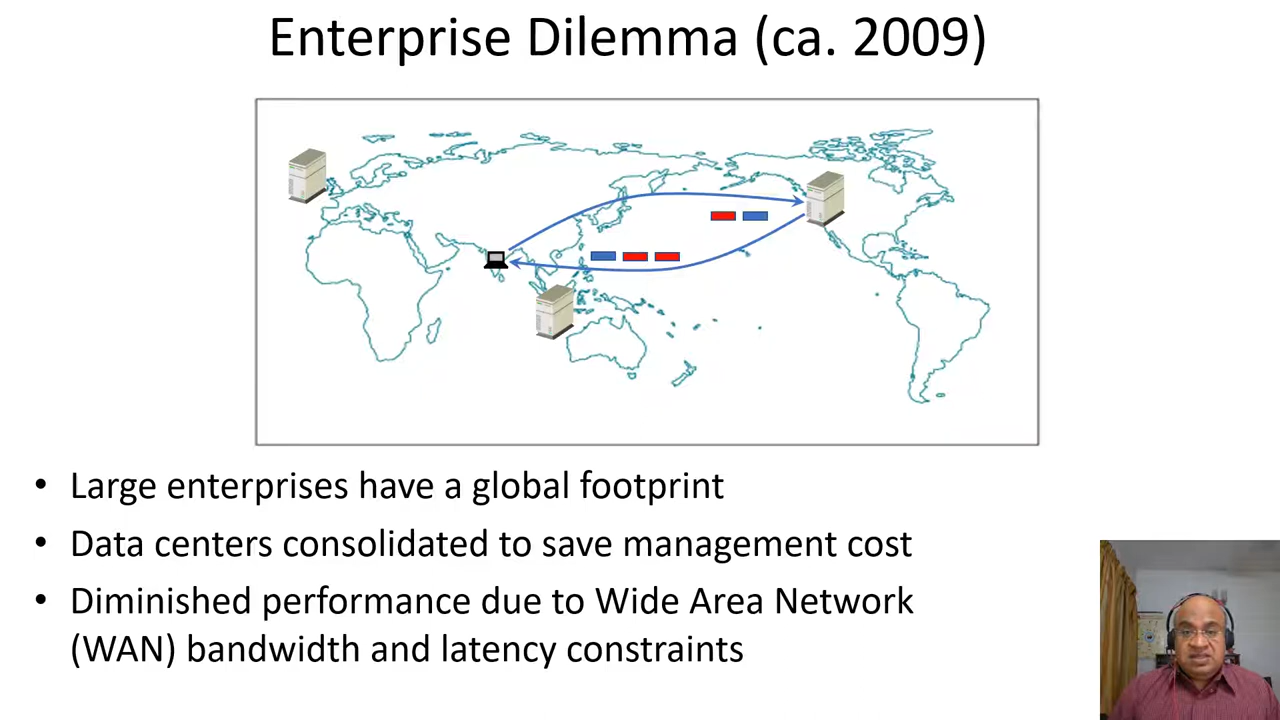 Enterprise Dilemma (ca. 2009)
• Large enterprises have a global footprint
• Data centers consolidated to save management cost
• Diminished performance due to Wide Area Network
(WAN) bandwidth and latency constraints